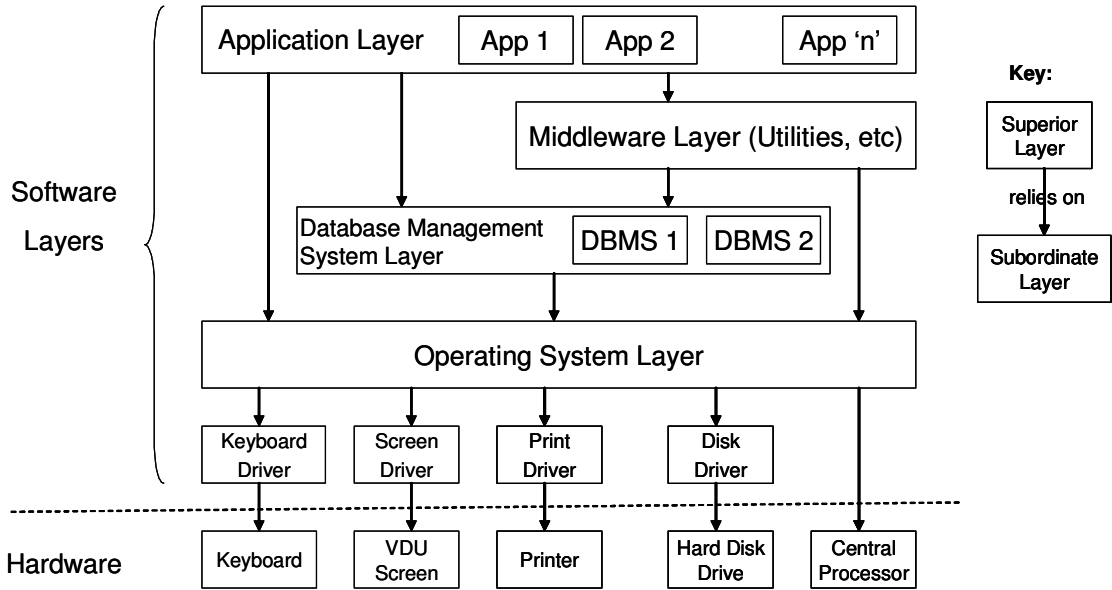 Application Layer
App 1
App 2
App ‘n’
Key:
Middleware Layer (Utilities, etc)
Superior
Layer
Software
Layers
relies on
Database Management
System Layer
DBMS 1
DBMS 2
Subordinate
Layer
Operating System Layer
Keyboard
Driver
Screen
Driver
Print
Driver
Disk
Driver
Hardware
Keyboard
VDU
Screen
Printer
Hard Disk
Drive
Central
Processor